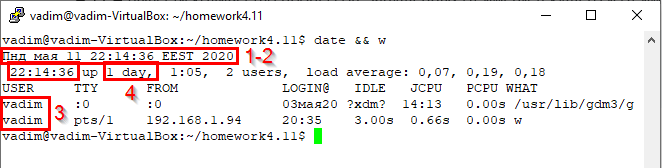 vadim@vadim-VirtualBox: ~/homework4.11
vadim@vadim-VirtualBox:~/homework4.11$ date && w
Пнд мая 11 22:14:36 EEST 2020 1-2
22:14:36 up 1 day, 1:05, 2 users, load average: 0,07, 0,19, 0,18
USER TTY FROM LOGIN@ IDLE JCPU PCPU WHAT
vadim :0 :0 03мая20 ?xdm? 14:13 0.00s /usr/lib/gdm3/g
vadim pts/1 192.168.1.94 20:35 3.00s 0.66s 0.00s w
3 4
vadim@vadim-VirtualBox:~/homework4.11$